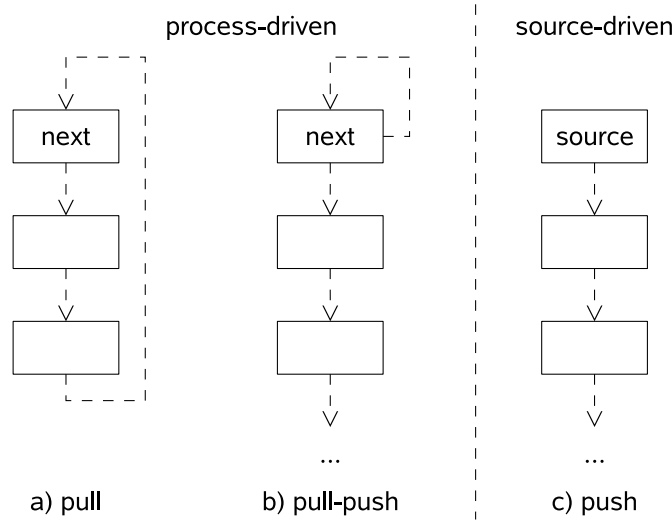 process-driven
source-driven
next
next
source
...
...
a) pull
b) pull-push
c) push